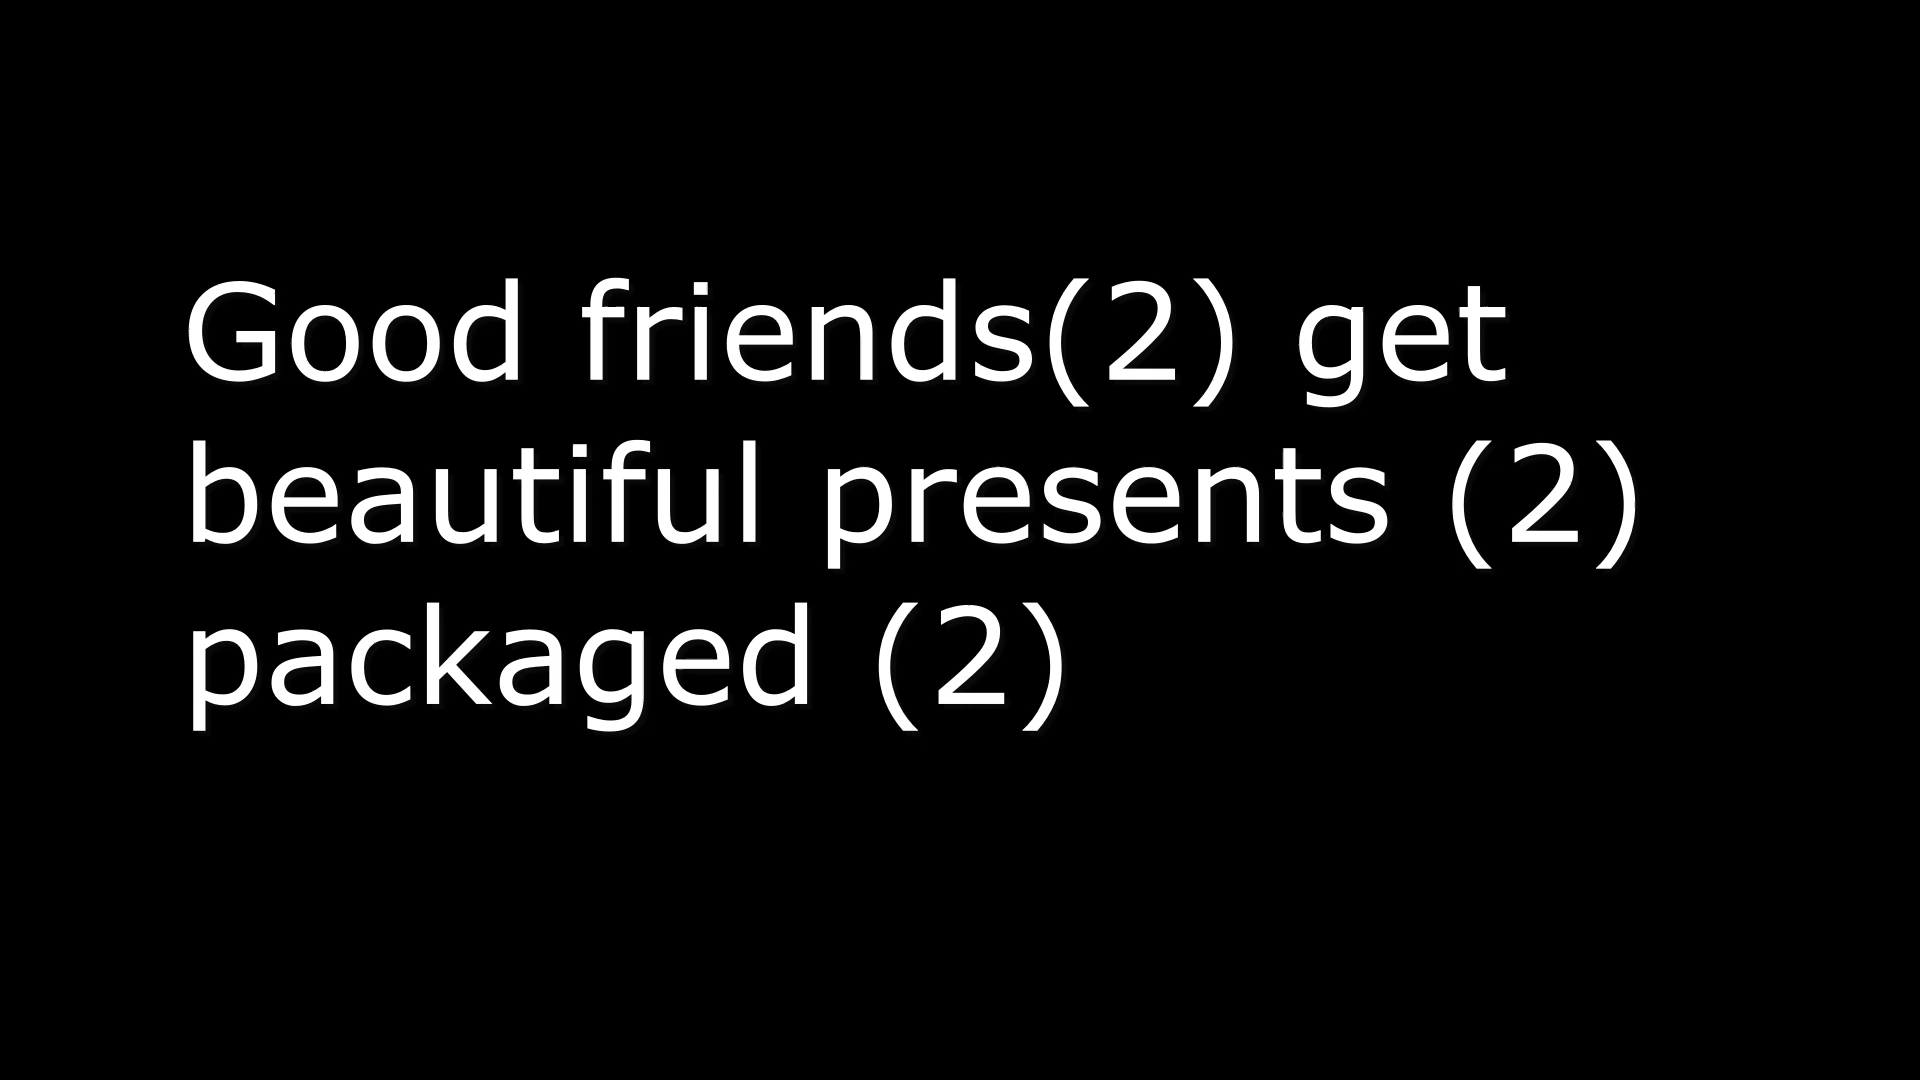 Good friends(2) get
beautiful presents (2)
packaged (2)